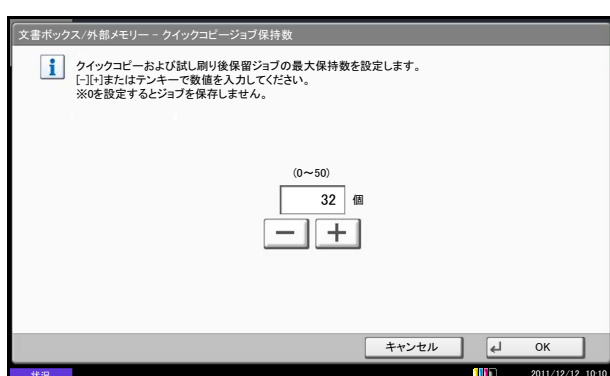 文書ボックス/外部メモリー - クイックコピージョブ保持数
クイックコピーおよび試し刷り後保留ジョブの最大保持数を設定します。
[-][+]またはテンキーで数値を入力してください。
※0を設定するとジョブを保存しません。
(0～50)
32 個
キャンセル
OK
状況
2011/12/12 10:10